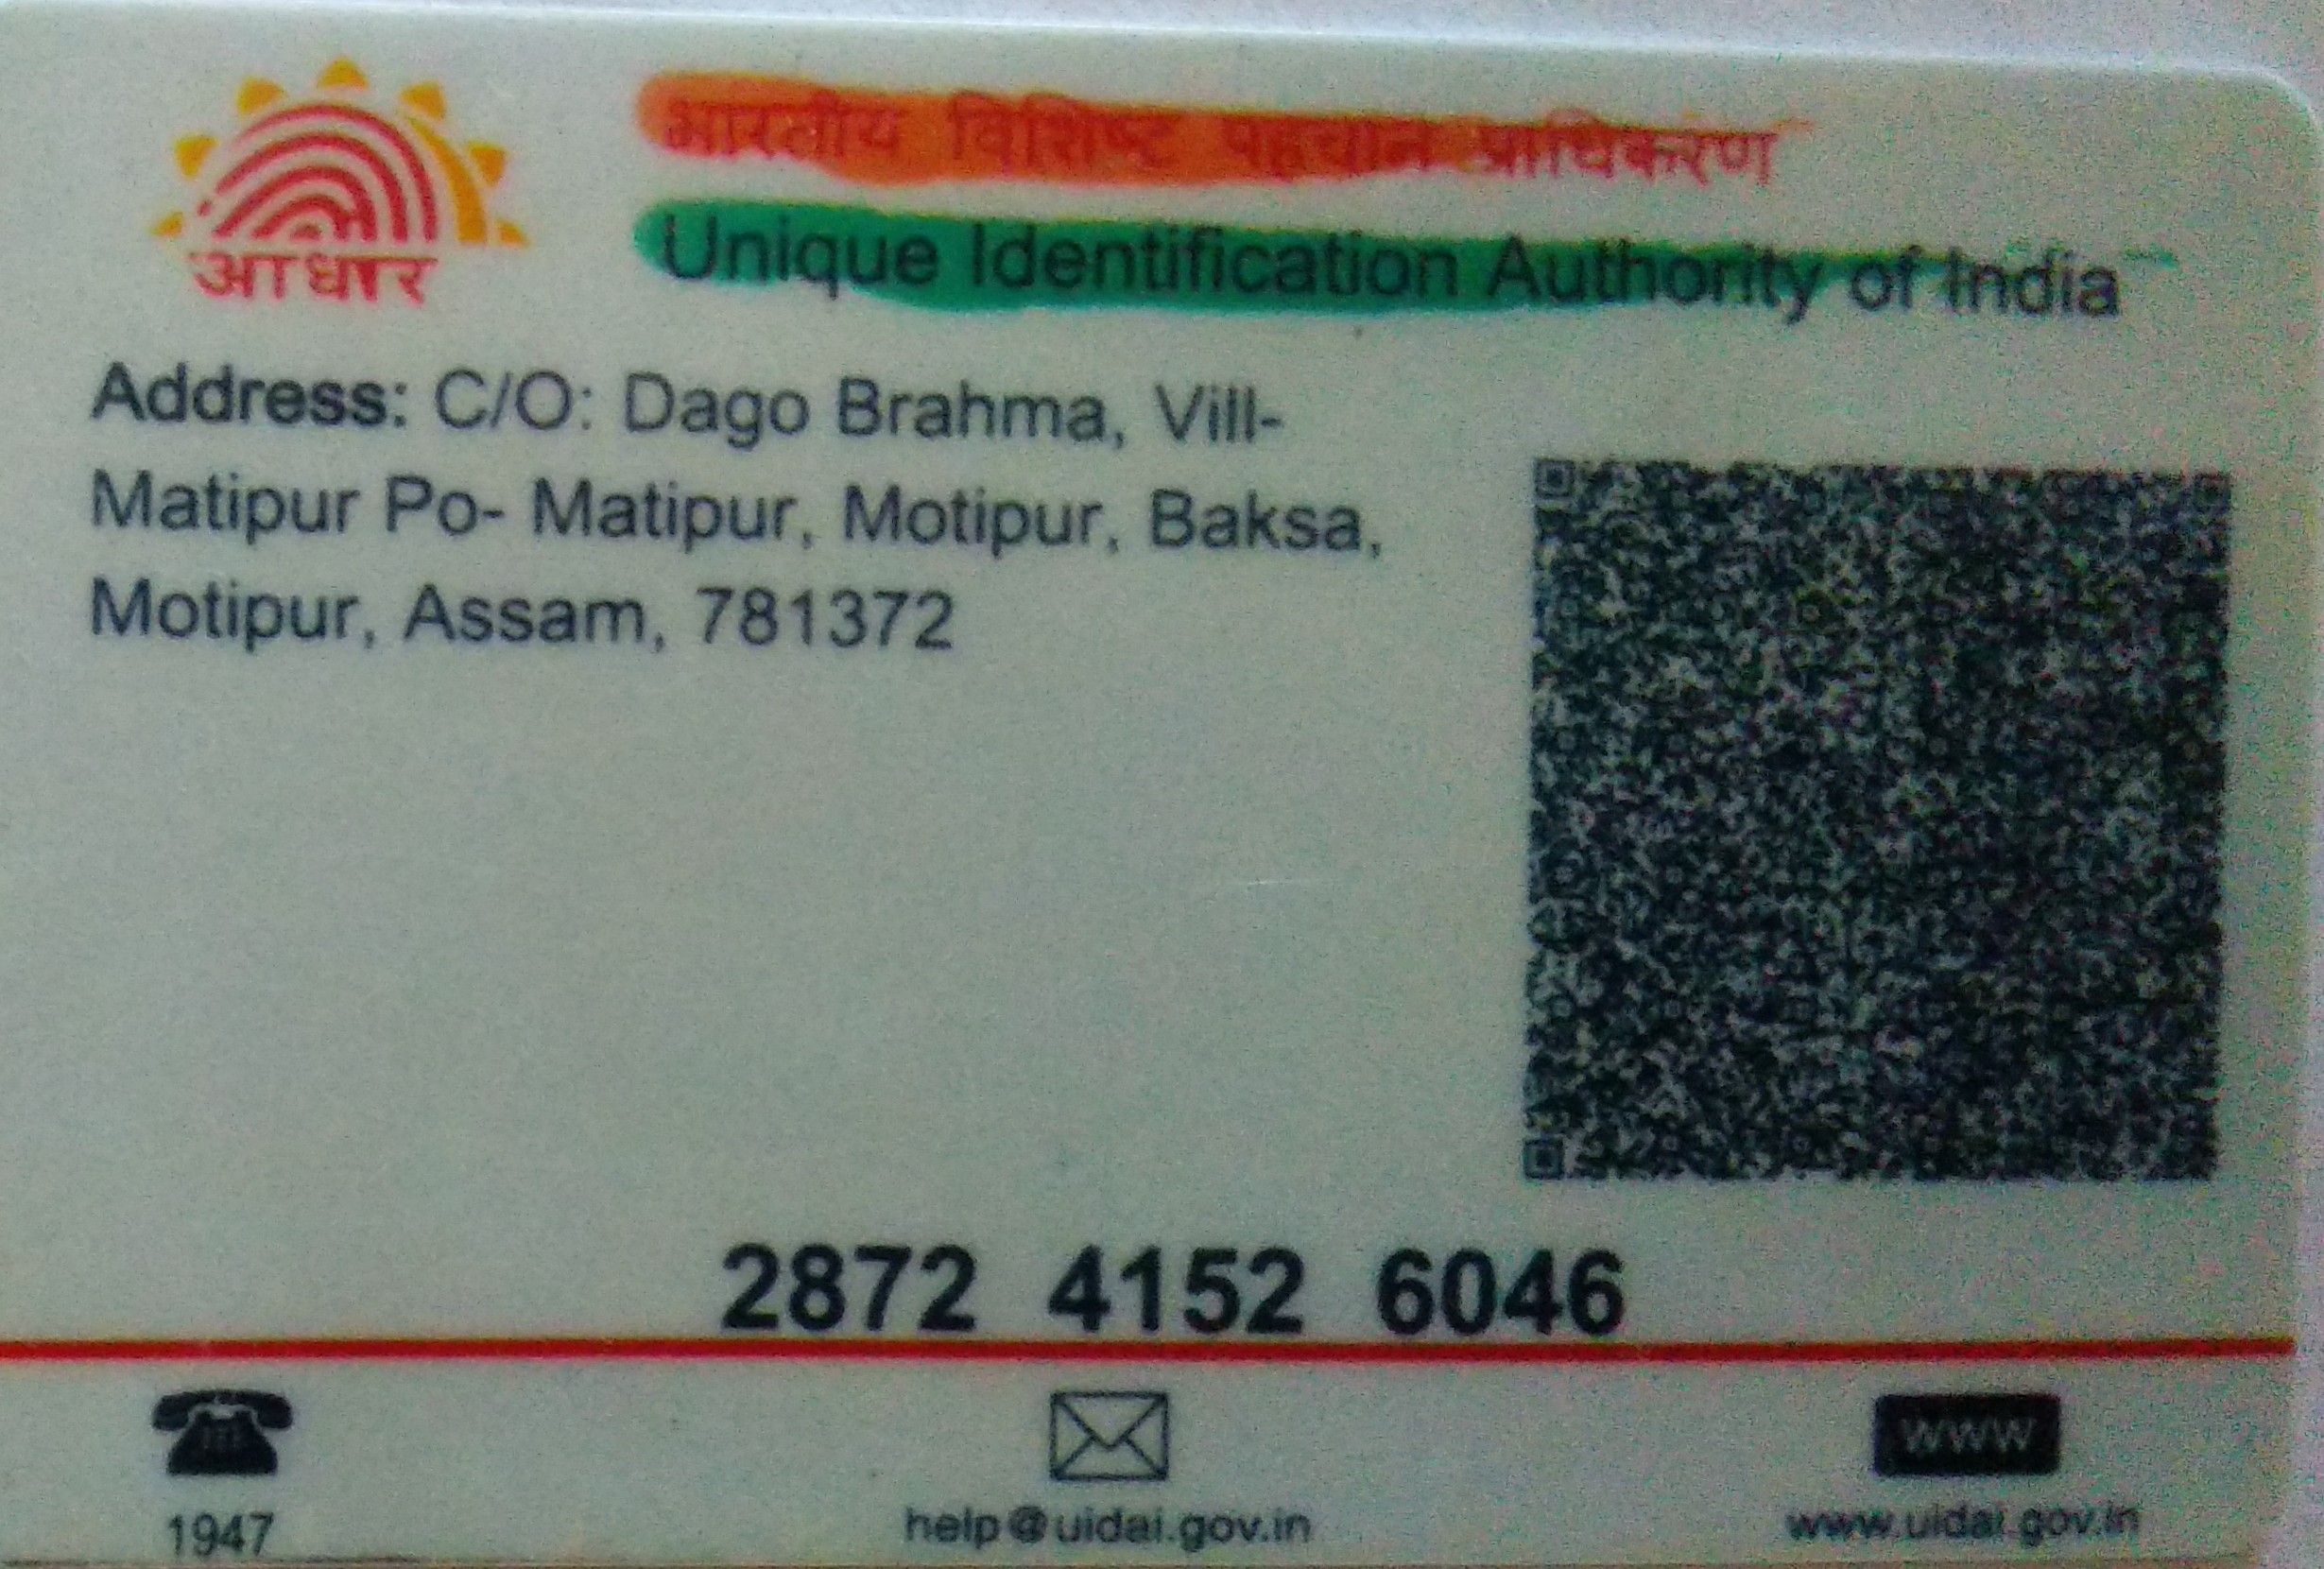 आधार
भारतीय विशिष्ट पहचान प्राधिकरण
Unique Identification Authority of India
Address: C/O: Dago Brahma, Vill-
Matipur Po- Matipur, Motipur, Baksa,
Motipur, Assam, 781372
2872 4152 6046
WWW
1947
help@uidai.gov.in
www.uidai.gov.in